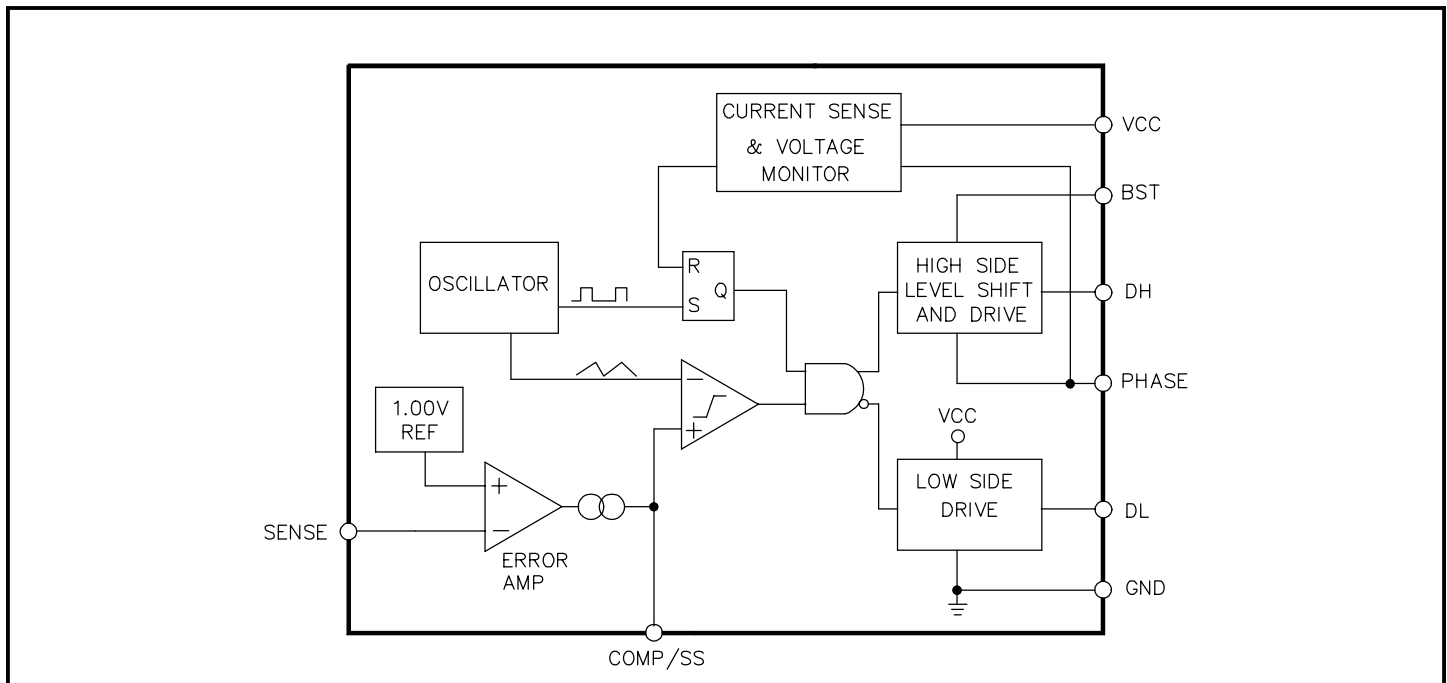 CURRENT SENSE
& VOLTAGE
MONITOR
VCC
BST
OSCILLATOR
R
S
Q
HIGH SIDE
LEVEL SHIFT
AND DRIVE
DH
PHASE
1.00V
REF
−
+
VCC
LOW SIDE
DRIVE
DL
SENSE
+
−
ERROR
AMP
GND
COMP/SS